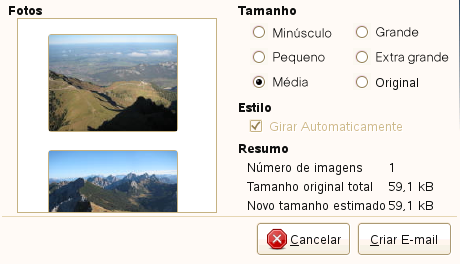 Fotos
Tamanho
Minúsculo
Grande
Pequeno
Extra grande
Média
Original
Estilo
Girar Automaticamente
Resumo
Número de imagens 1
Tamanho original total 59,1 kB
Novo tamanho estimado 59,1 kB
Cancelar
Criar E-mail